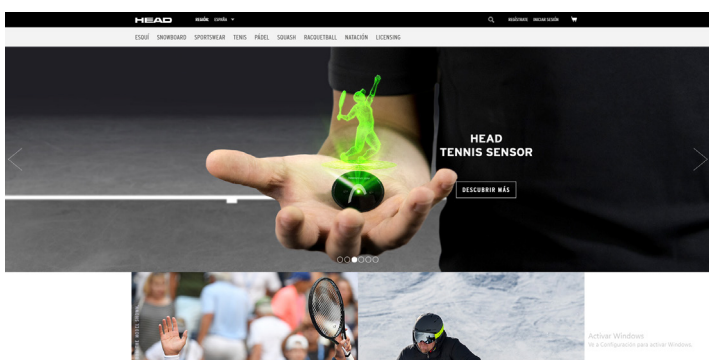 HEAD
REGIÓN: ESPAÑA
REGÍSTRATE INICIAR SESIÓN
ESQUÍ SNOWBOARD SPORTSWEAR TENIS PÁDEL SQUASH RACQUETBALL NATACIÓN LICENSING
HEAD
TENNIS SENSOR
DESCUBRIR MÁS
Activar Windows
Ve a Configuración para activar Windows.